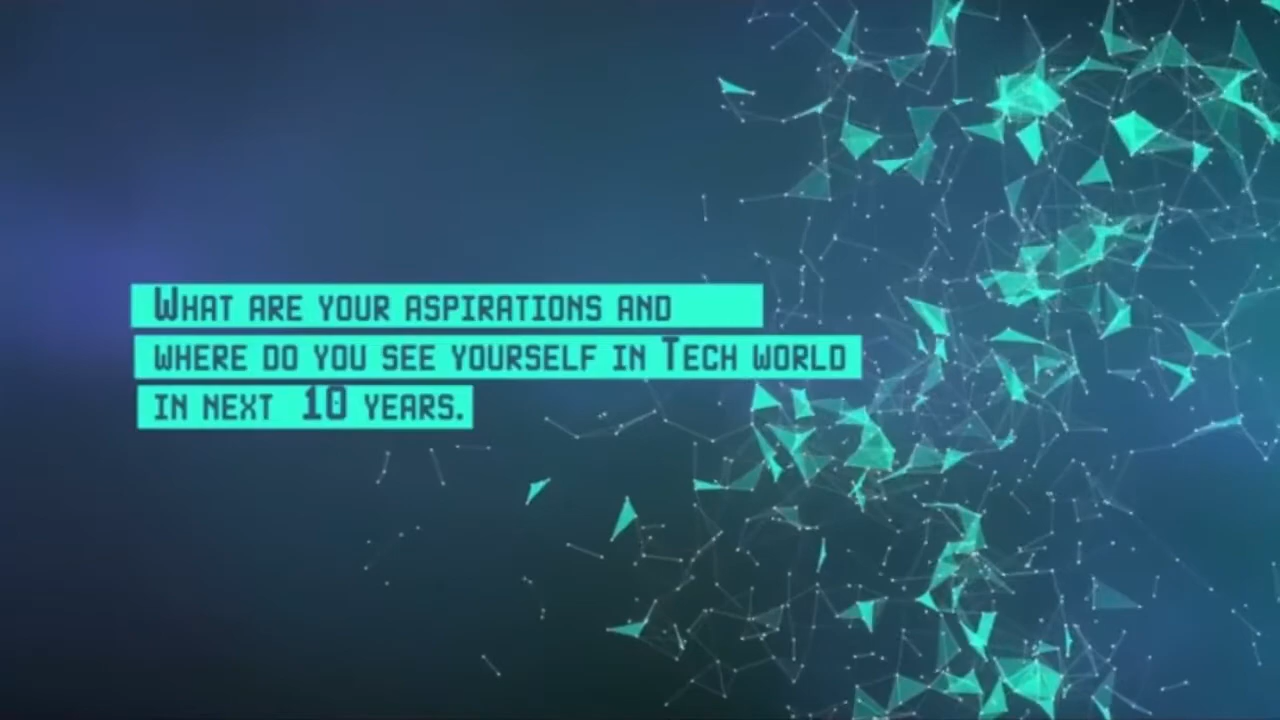 What are your aspirations and
where do you see yourself in Tech world
in next 10 years.